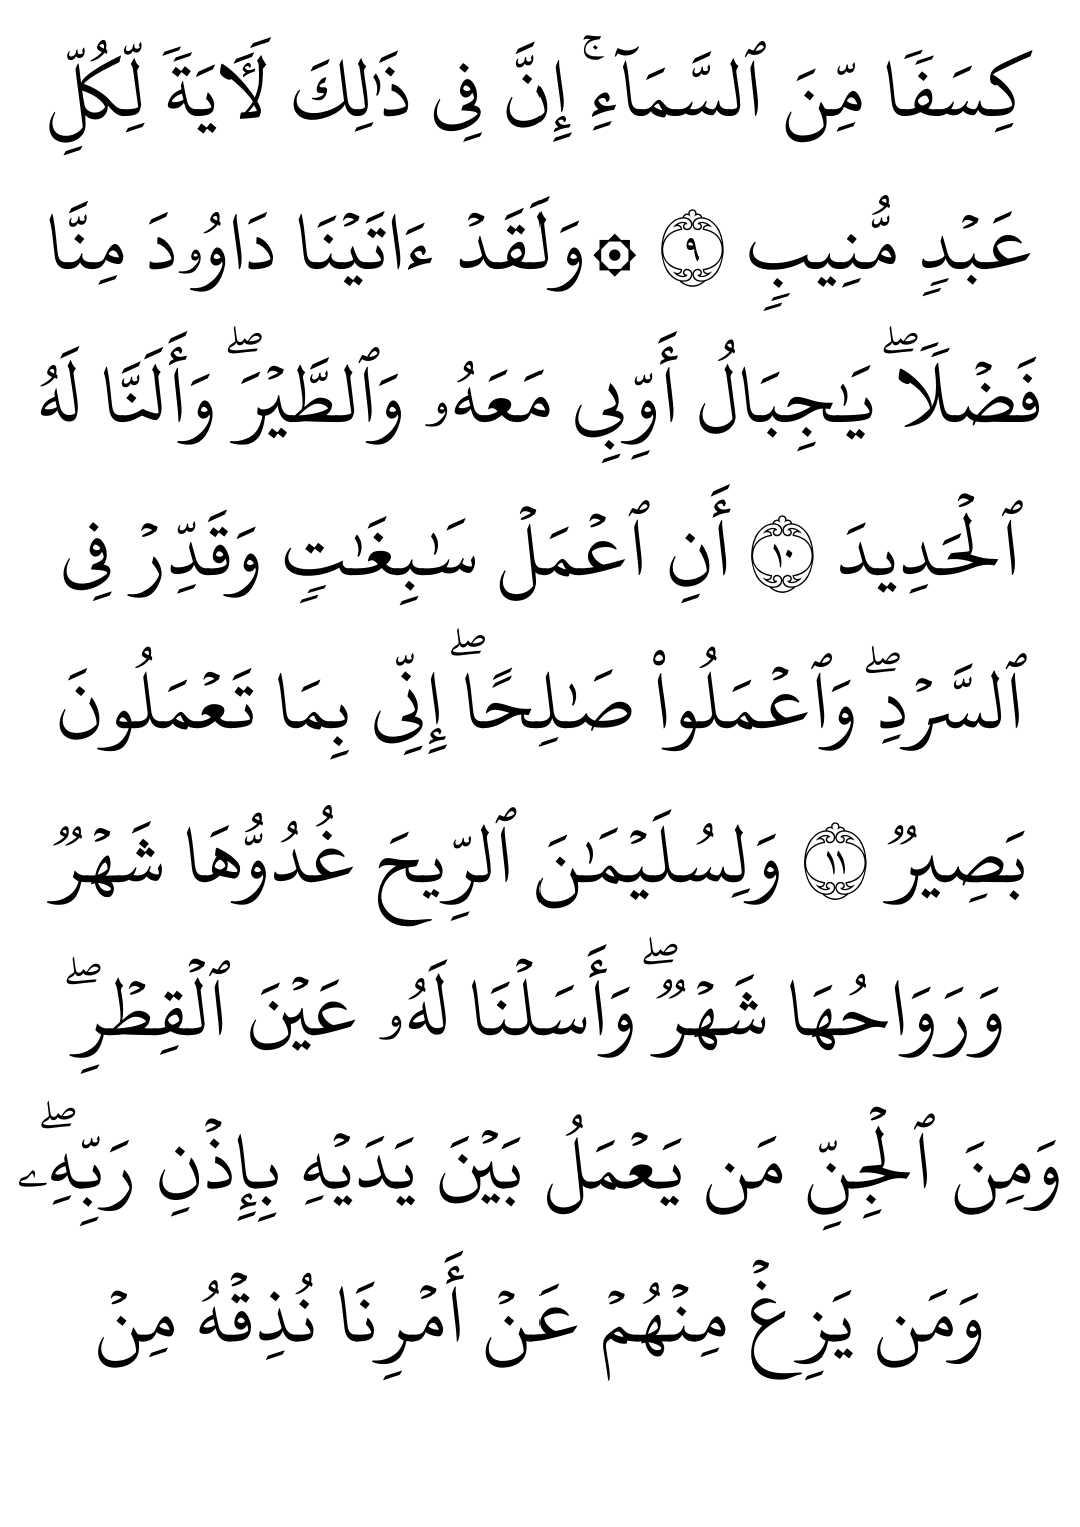 كِسَفٗا مِّنَ ٱلسَّمَآءِۚ إِنَّ فِي ذَٰلِكَ لَأٓيَةٗ لِّكُلِّ
عَبۡدٖ مُّنِيبٖ ٩ ۞وَلَقَدۡ ءَاتَيۡنَا دَاوُۥدَ مِنَّا
فَضۡلٗاۖ يَٰجِبَالُ أَوِّبِي مَعَهُۥ وَٱلطَّيۡرَۖ وَأَلَنَّا لَهُ
ٱلۡحَدِيدَ ١٠ أَنِ ٱعۡمَلۡ سَٰبِغَٰتٖ وَقَدِّرۡ فِي
ٱلسَّرۡدِۖ وَٱعۡمَلُواْ صَٰلِحًاۖ إِنِّي بِمَا تَعۡمَلُونَ
بَصِيرٞ ١١ وَلِسُلَيۡمَٰنَ ٱلرِّيحَ غُدُوُّهَا شَهۡرٞ
وَرَوَاحُهَا شَهۡرٞۖ وَأَسَلۡنَا لَهُۥ عَيۡنَ ٱلۡقِطۡرِۖ
وَمِنَ ٱلۡجِنِّ مَن يَعۡمَلُ بَيۡنَ يَدَيۡهِ بِإِذۡنِ رَبِّهِۦۖ
وَمَن يَزِغۡ مِنۡهُمۡ عَنۡ أَمۡرِنَا نُذِقۡهُ مِنۡ